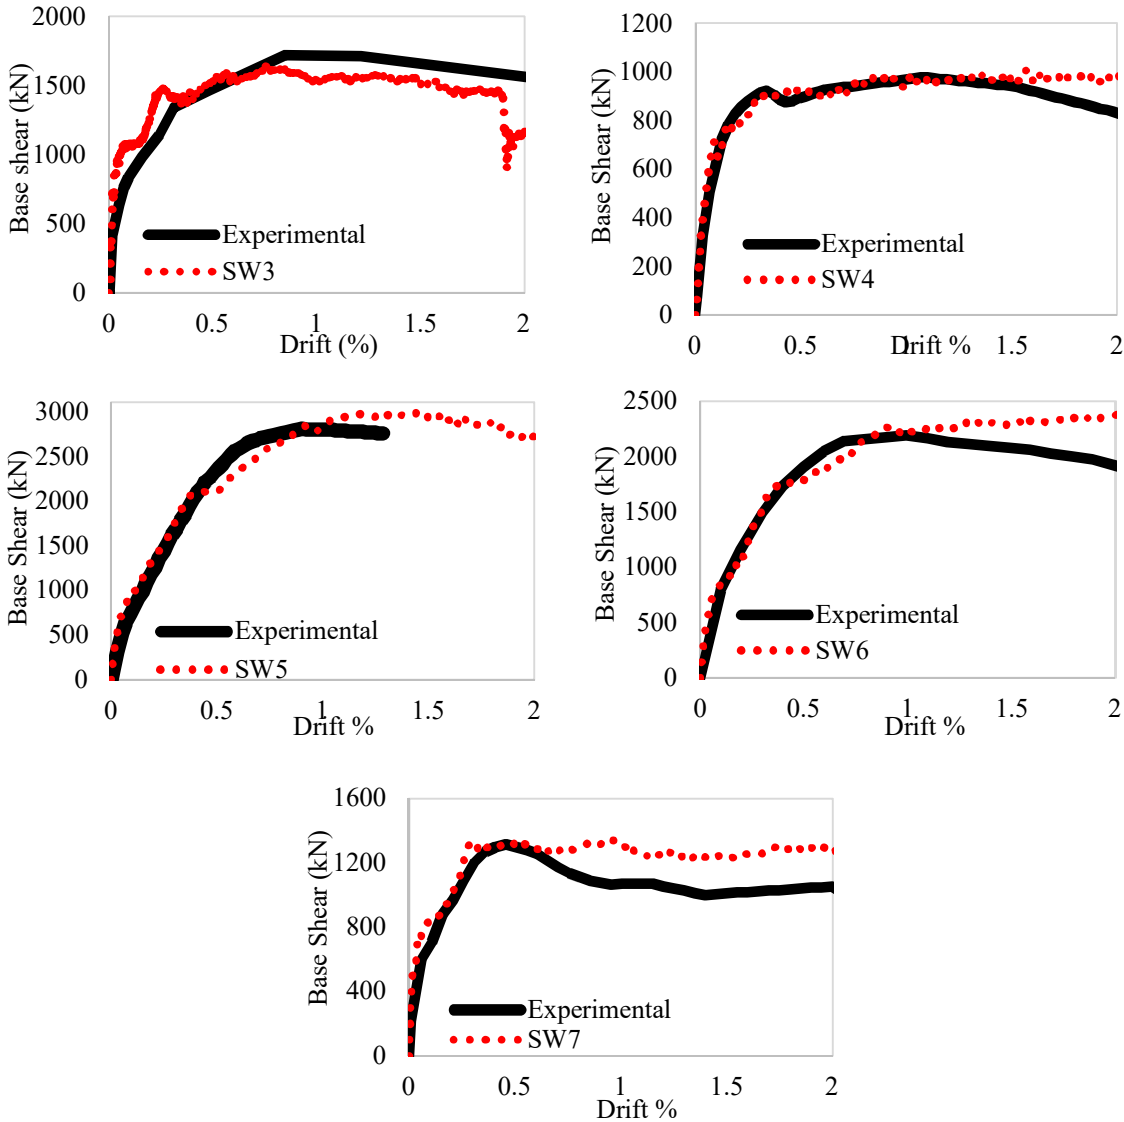 2000
1500
1000
500
0
Base shear (kN)
Experimental
SW3
0 0.5 1 1.5 2
Drift (%)
1200
1000
800
600
400
200
0
Base Shear (kN)
Experimental
SW4
0 0.5 1 1.5 2
Drift %
3000
2500
2000
1500
1000
500
0
Base Shear (kN)
Experimental
SW5
0 0.5 1 1.5 2
Drift %
2500
2000
1500
1000
500
0
Base Shear (kN)
Experimental
SW6
0 0.5 1 1.5 2
Drift %
1600
1200
800
400
0
Base Shear (kN)
Experimental
SW7
0 0.5 1 1.5 2
Drift %